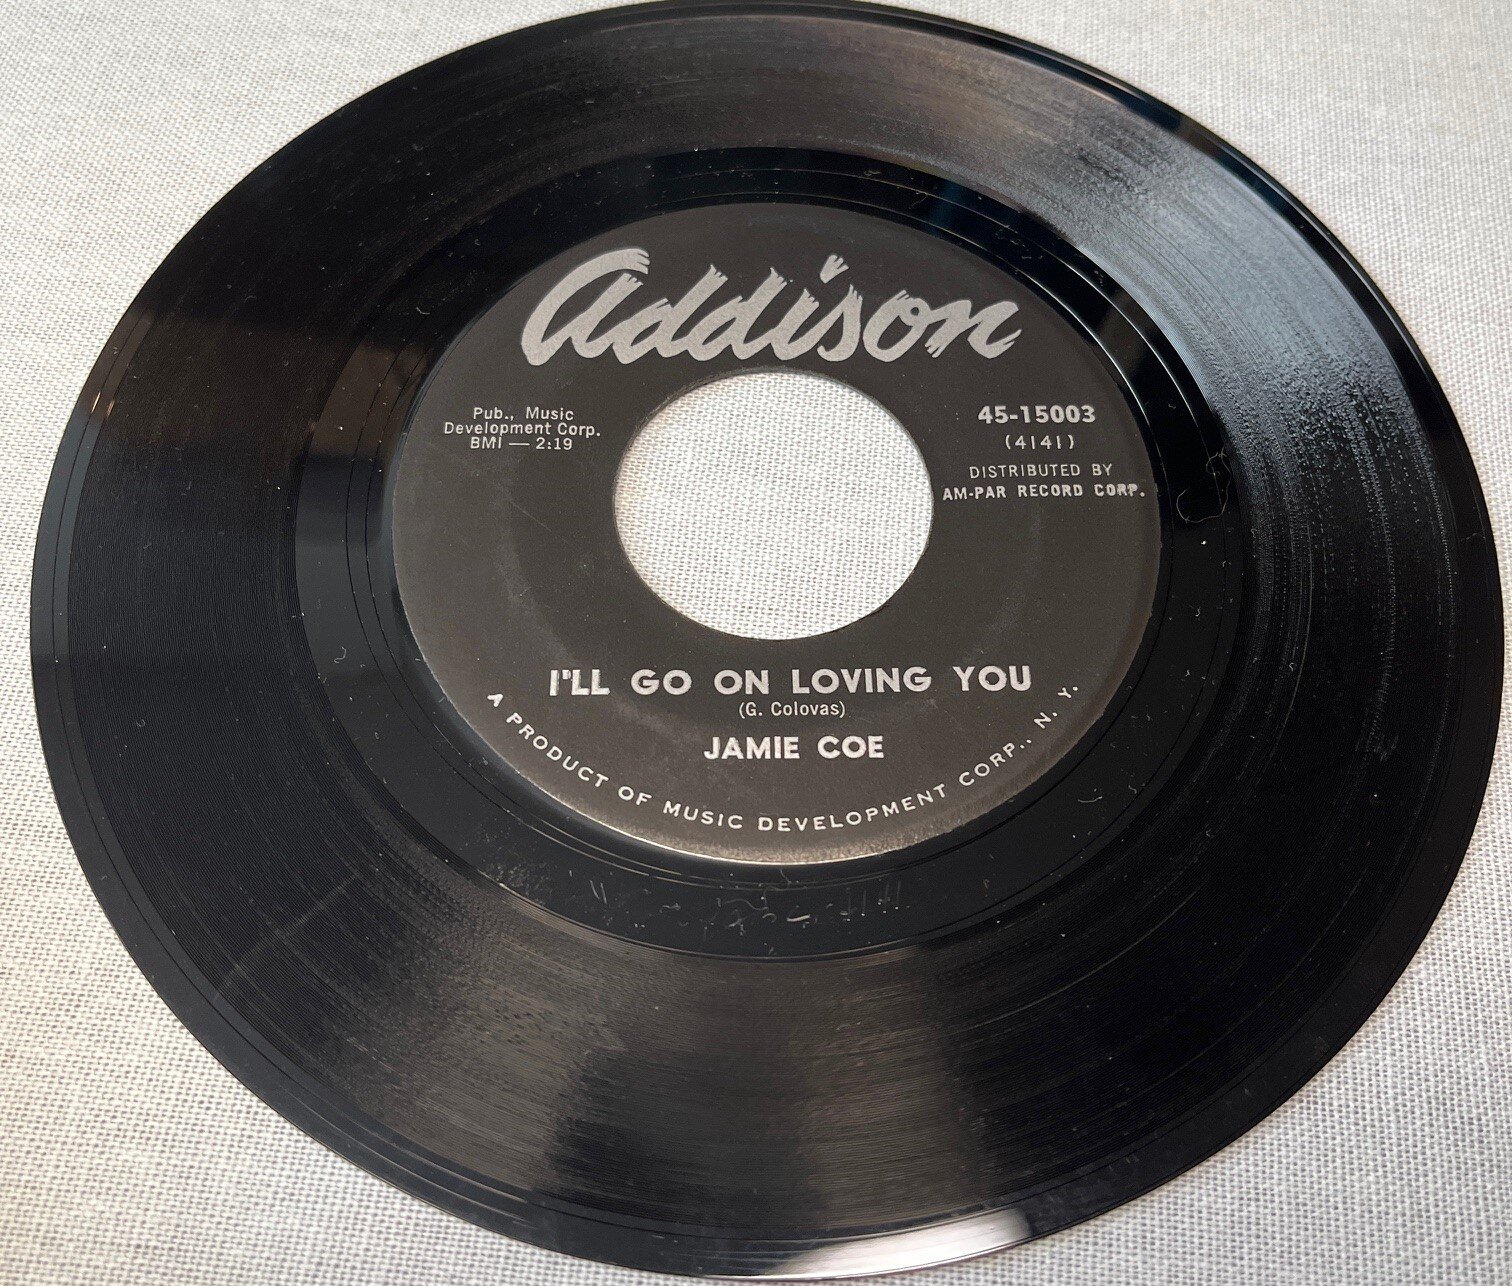 addison
Pub., Music
Development Corp.
BMI — 2:19
45-15003
(4141)
DISTRIBUTED BY
AM-PAR RECORD CORP.
I'LL GO ON LOVING YOU
(G. Colovas)
JAMIE COE
A PRODUCT OF MUSIC DEVELOPMENT CORP., N. Y.